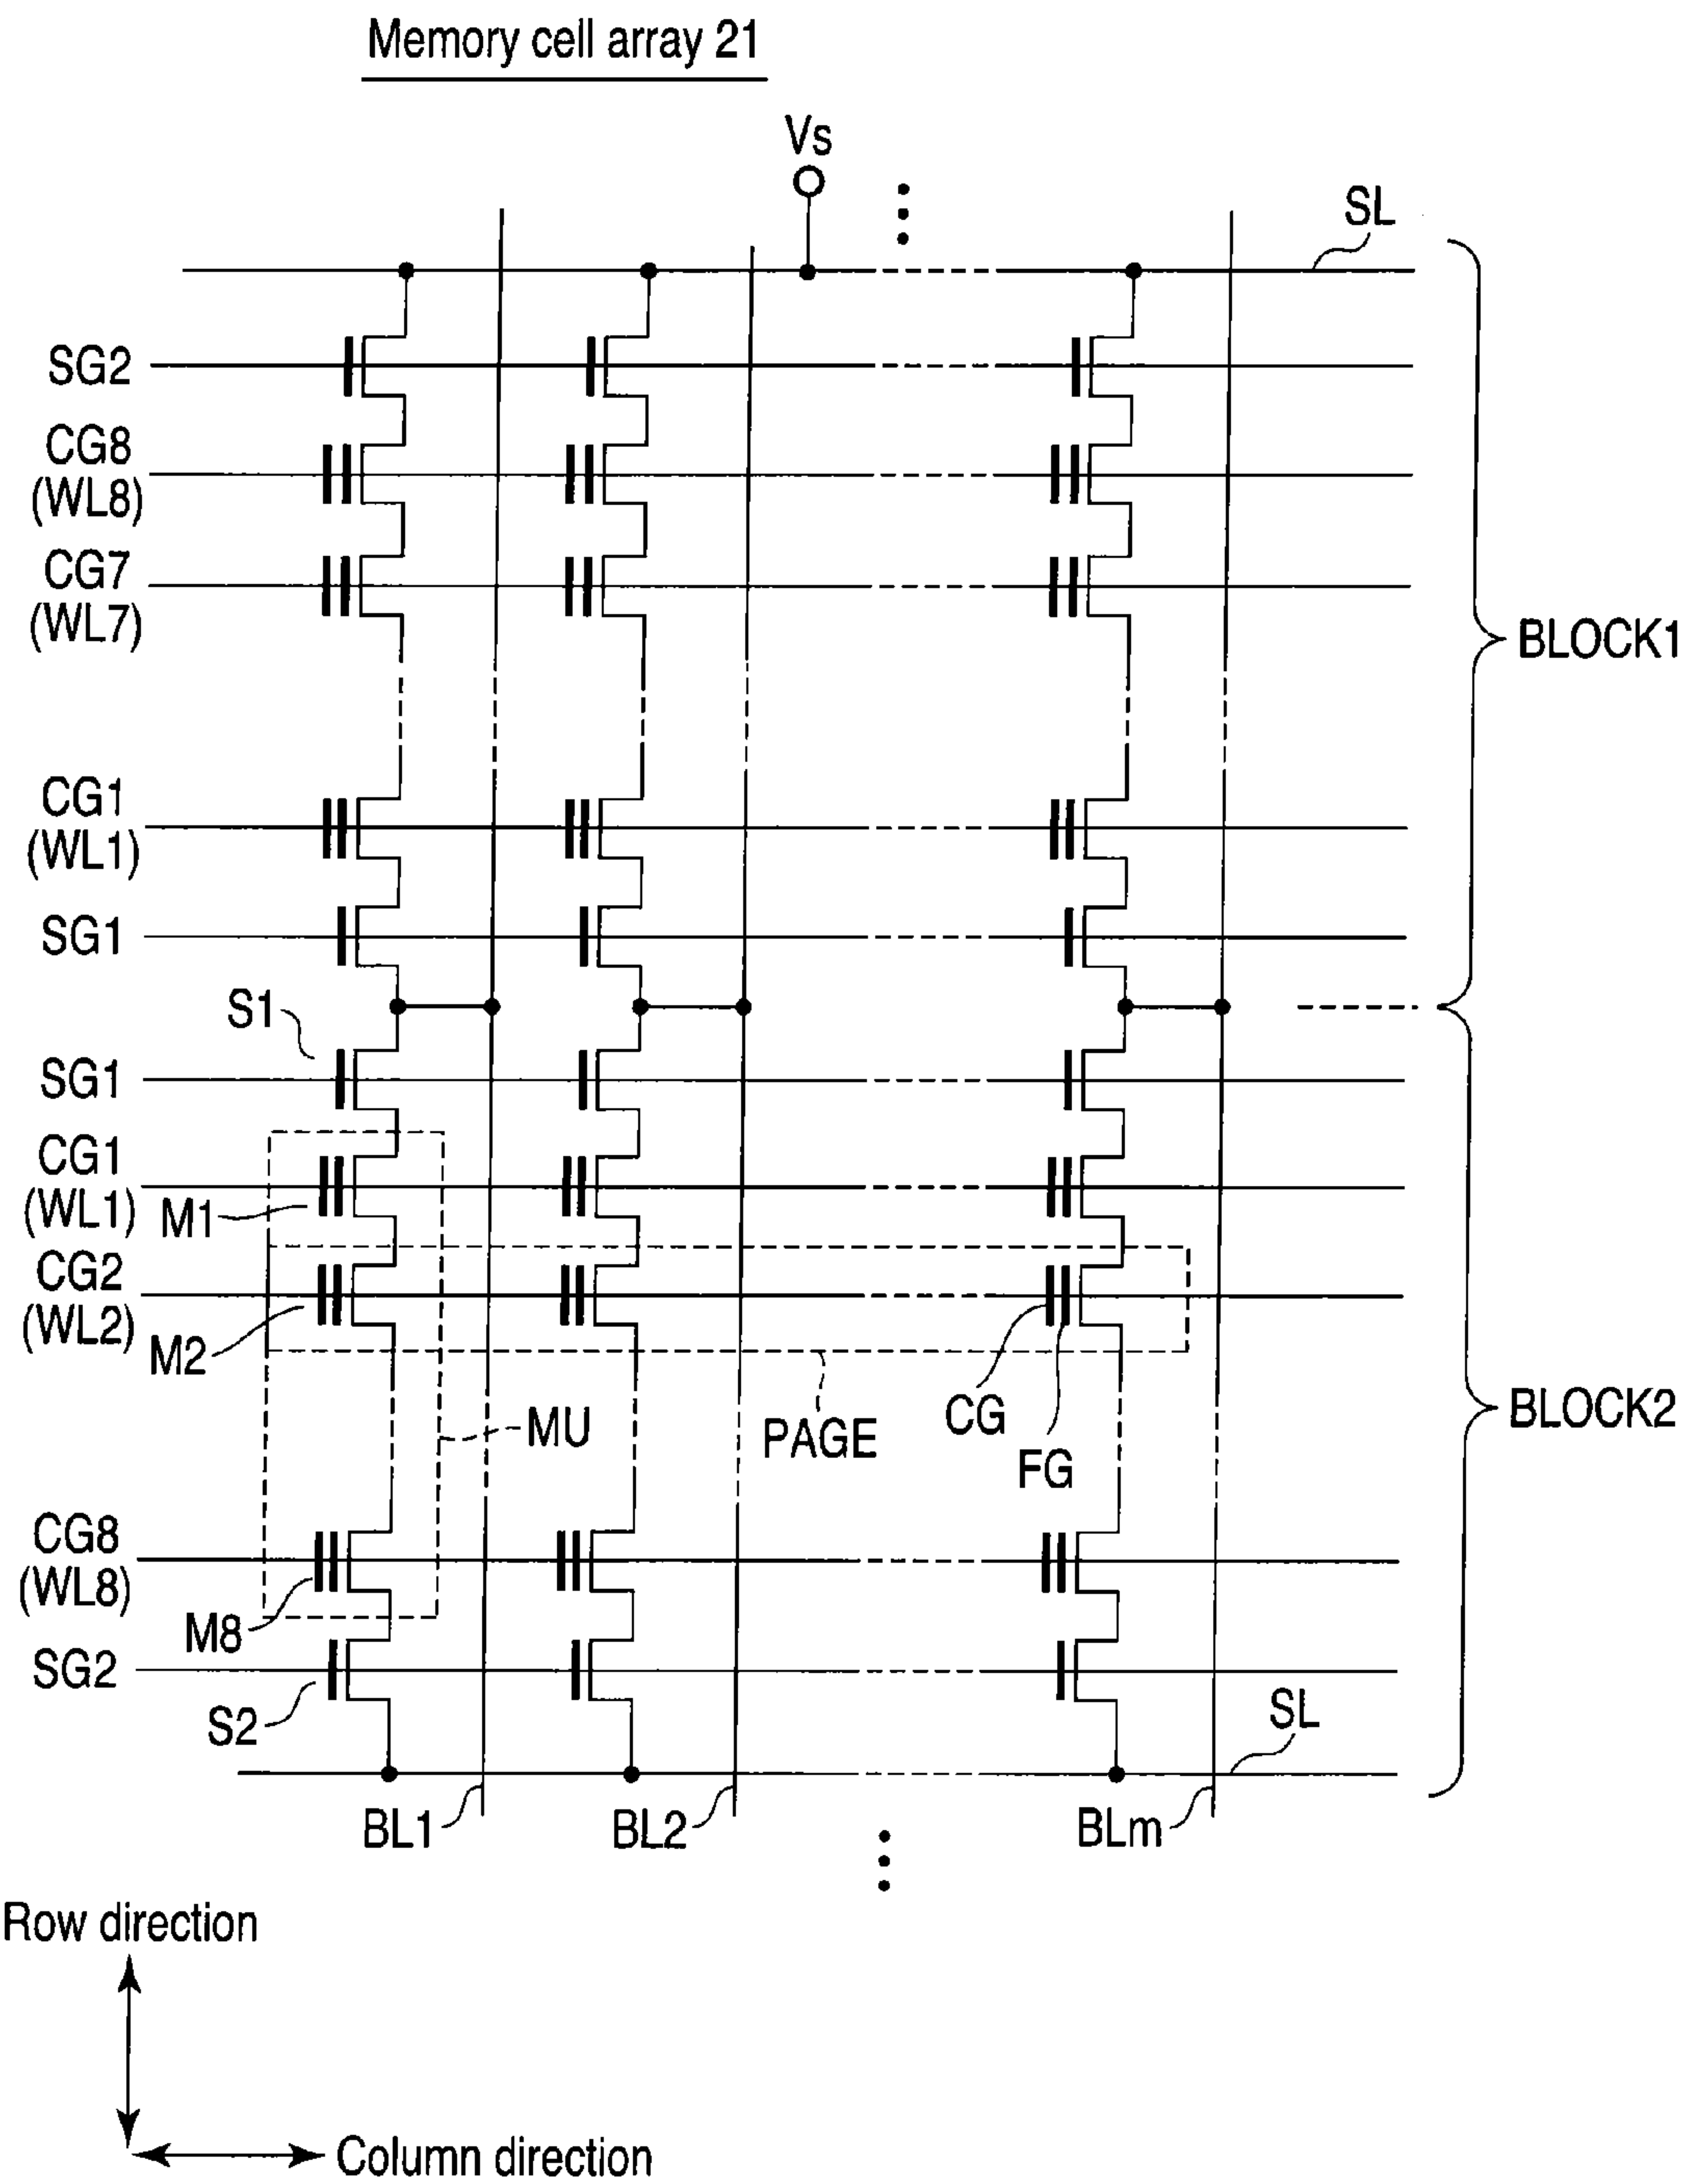 Memory cell array 21
Vs
SL
SG2
CG8
(WL8)
CG7
(WL7)
BLOCK1
CG1
(WL1)
SG1
S1
SG1
CG1
(WL1)
M1
CG2
(WL2)
M2
CG
FG
PAGE
MU
BLOCK2
CG8
(WL8)
M8
SG2
S2
SL
BL1
BL2
BLm
Row direction
Column direction